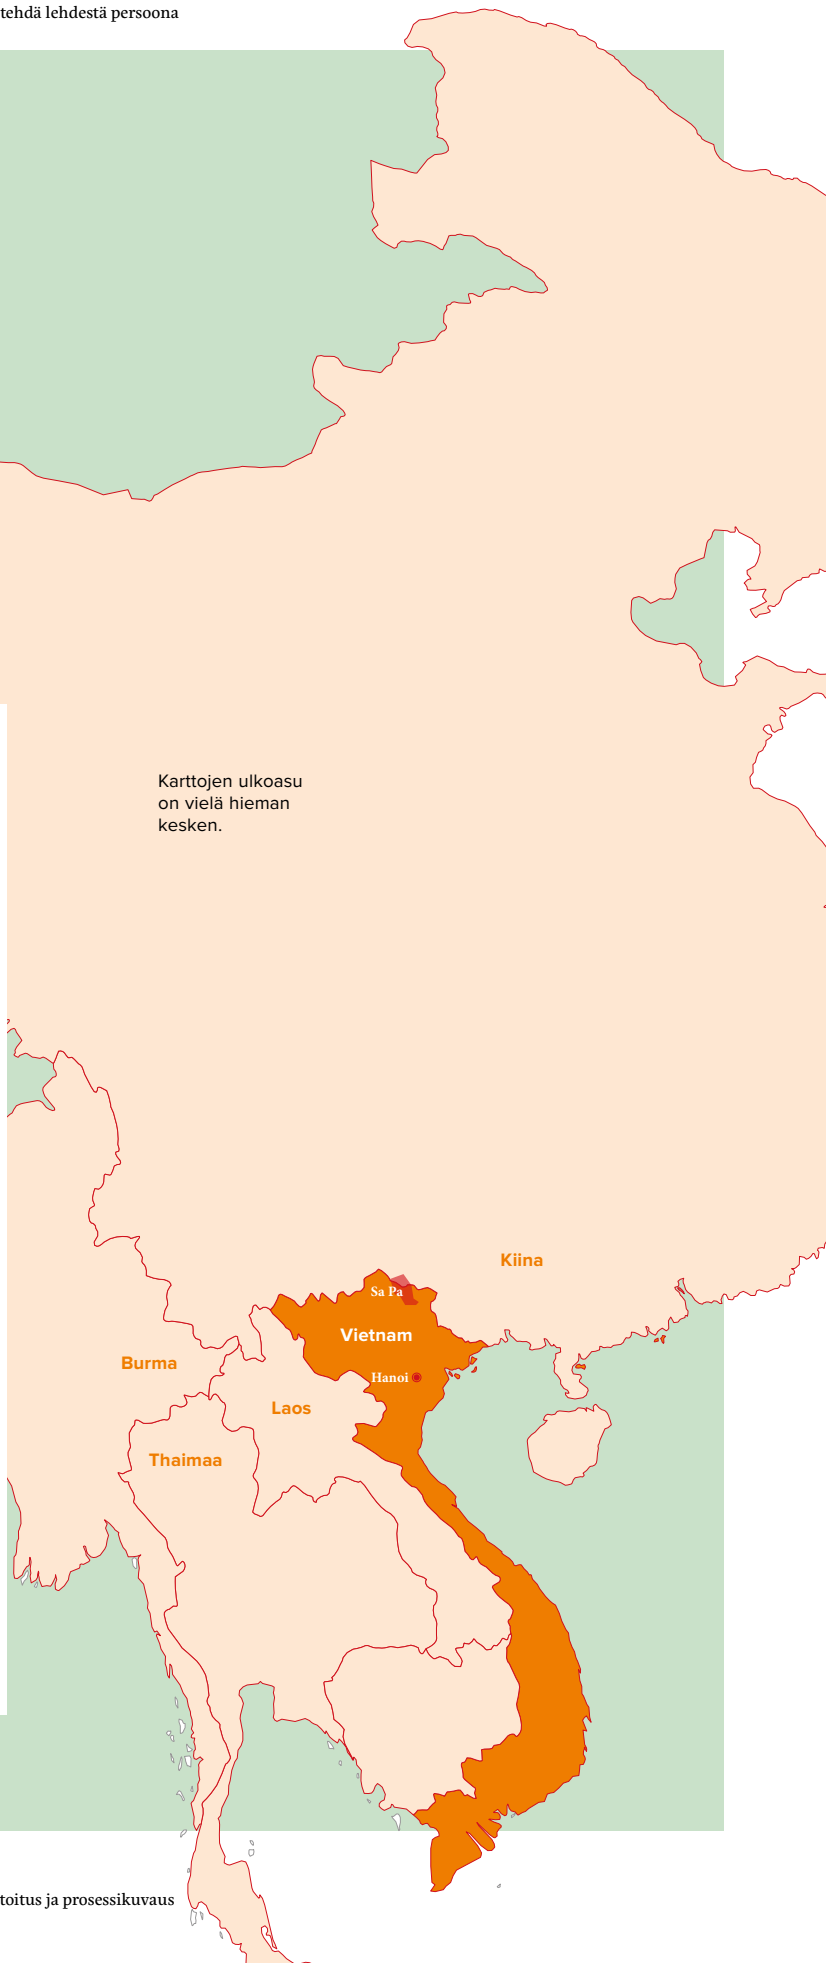 tehdä lehdestä persoona
Karttojen ulkoasu
on vielä hieman
kesken.
Kiina
Sa Pa
Vietnam
Burma
Hanoi
Laos
Thaimaa
toitus ja prosessikuvaus